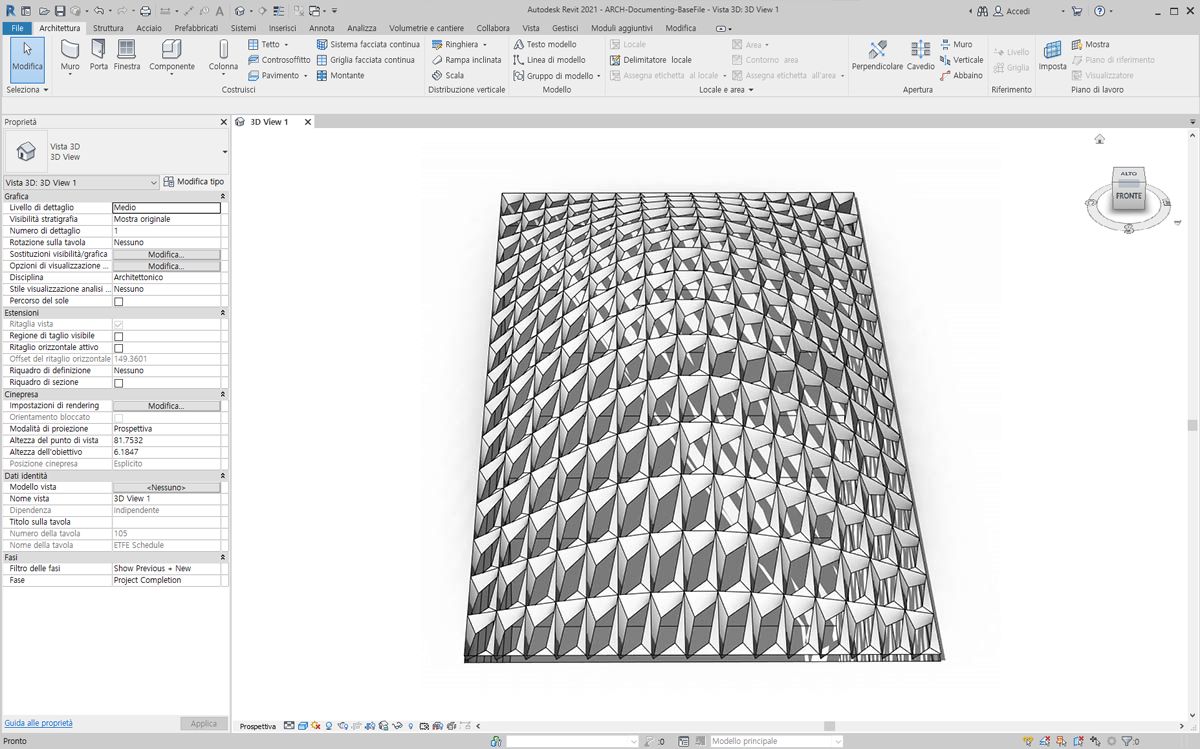 Autodesk Revit 2021 - ARCH-Documenting-BaseFile - Vista 3D: 3D View 1
Accedi
File Architettura Struttura Acciaio Prefabbricati Sistemi Inserisci Annota Analizza Volumetrie e cantiere Collabora Vista Gestisci Moduli aggiuntivi Modifica
Modifica
Muro
Porta
Finestra
Componente
Colonna
Tetto
Controsoffitto
Pavimento
Sistema facciata continua
Griglia facciata continua
Montante
Ringhiera
Rampa inclinata
Scala
Testo modello
Linea di modello
Gruppo di modello
Locale
Delimitatore locale
Assegna etichetta al locale
Area
Contorno area
Assegna etichetta all'area
Perpendicolare
Cavedio
Muro
Verticale
Abbaino
Livello
Griglia
Imposta
Mostra
Piano di riferimento
Visualizzatore
Seleziona
Costruisci
Distribuzione verticale
Modello
Locale e area
Apertura
Riferimento
Piano di lavoro
Proprietà
3D View 1
Vista 3D
3D View
Vista 3D: 3D View 1
Modifica tipo
Grafica
Livello di dettaglio Medio
Visibilità stratigrafia Mostra originale
Numero di dettaglio 1
Rotazione sulla tavola Nessuno
Sostituzioni visibilità/grafica Modifica...
Opzioni di visualizzazione ... Modifica...
Disciplina Architettonico
Stile visualizzazione analisi ... Nessuno
Percorso del sole
Estensioni
Ritaglia vista
Regione di taglio visibile
Ritaglio orizzontale attivo
Offset del ritaglio orizzontale 149.3601
Riquadro di definizione Nessuno
Riquadro di sezione
Cinepresa
Impostazioni di rendering Modifica...
Orientamento bloccato
Modalità di proiezione Prospettiva
Altezza del punto di vista 81.7532
Altezza dell'obiettivo 6.1847
Posizione cinepresa Esplicito
Dati identità
Modello vista <Nessuno>
Nome vista 3D View 1
Dipendenza Indipendente
Titolo sulla tavola
Numero della tavola 105
Nome della tavola ETFE Schedule
Fasi
Filtro delle fasi Show Previous + New
Fase Project Completion
ALTO
FRONTE
Guida alle proprietà
Applica
Prospettiva
Pronto
:0
Modello principale
:0